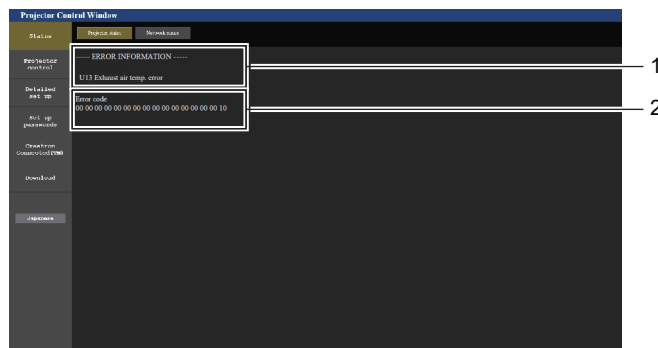 Projector Control Window
Status
Projector status
Network status
----- ERROR INFORMATION -----
U13 Exhaust air temp. error
1
Projector
control
Detailed
set up
Error code
00 00 00 00 00 00 00 00 00 00 00 00 00 00 00 10
2
Set up
passwords
Crestron
Connected(TM)
Download
Japanese